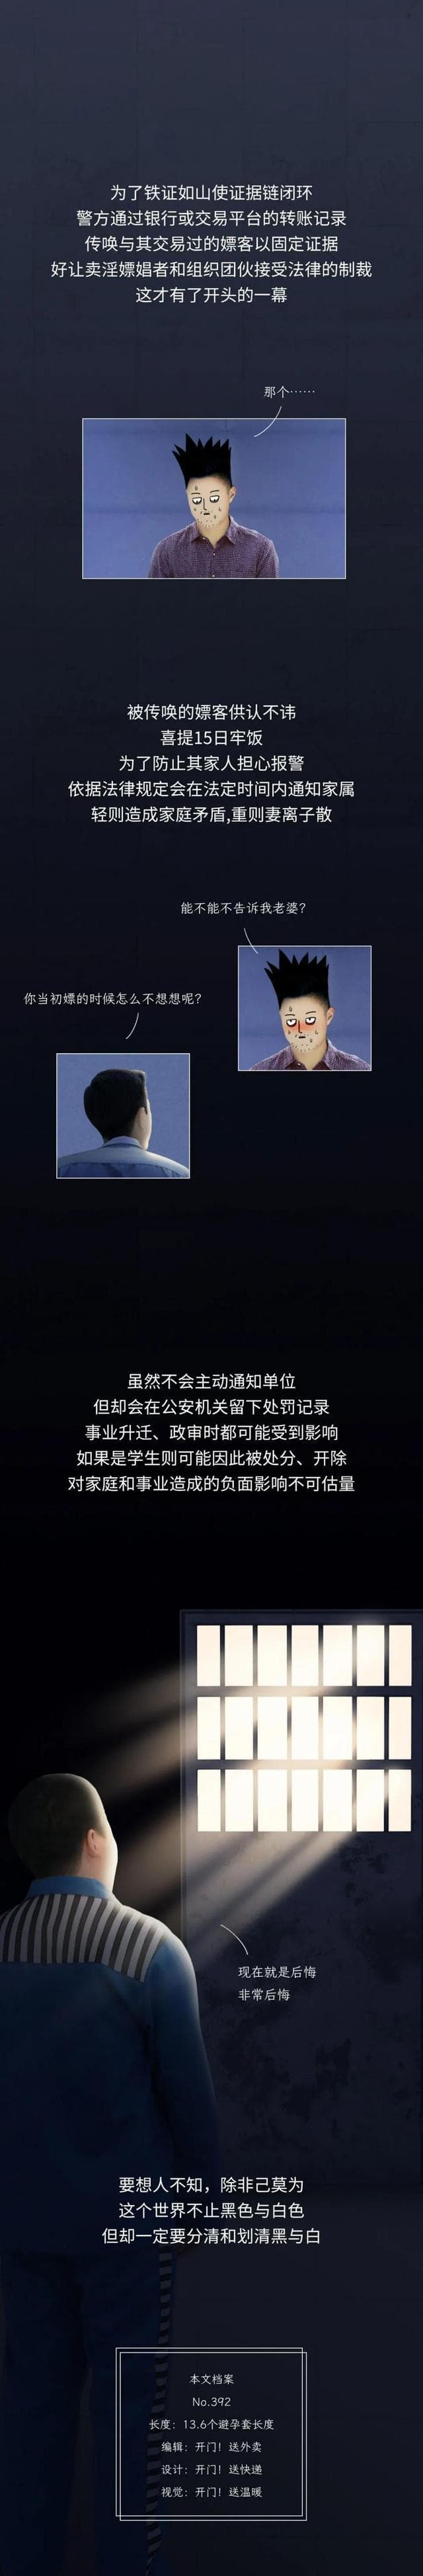 为了铁证如山使证据链闭环
警方通过银行或交易平台的转账记录
传唤与其交易过的嫖客以固定证据
好让卖淫嫖娼者和组织团伙接受法律的制裁
这才有了开头的一幕
那个……
被传唤的嫖客供认不讳
喜提15日牢饭
为了防止其家人担心报警
依据法律规定会在法定时间内通知家属
轻则造成家庭矛盾,重则妻离子散
能不能不告诉我老婆?
你当初嫖的时候怎么不想想呢?
虽然不会主动通知单位
但却会在公安机关留下处罚记录
事业升迁、政审时都可能受到影响
如果是学生则可能因此被处分、开除
对家庭和事业造成的负面影响不可估量
现在就是后悔
非常后悔
要想人不知，除非己莫为
这个世界不止黑色与白色
但却一定要分清和划清黑与白
本文档案
No.392
长度：13.6个避孕套长度
编辑：开门！送外卖
设计：开门！送快递
视觉：开门！送温暖